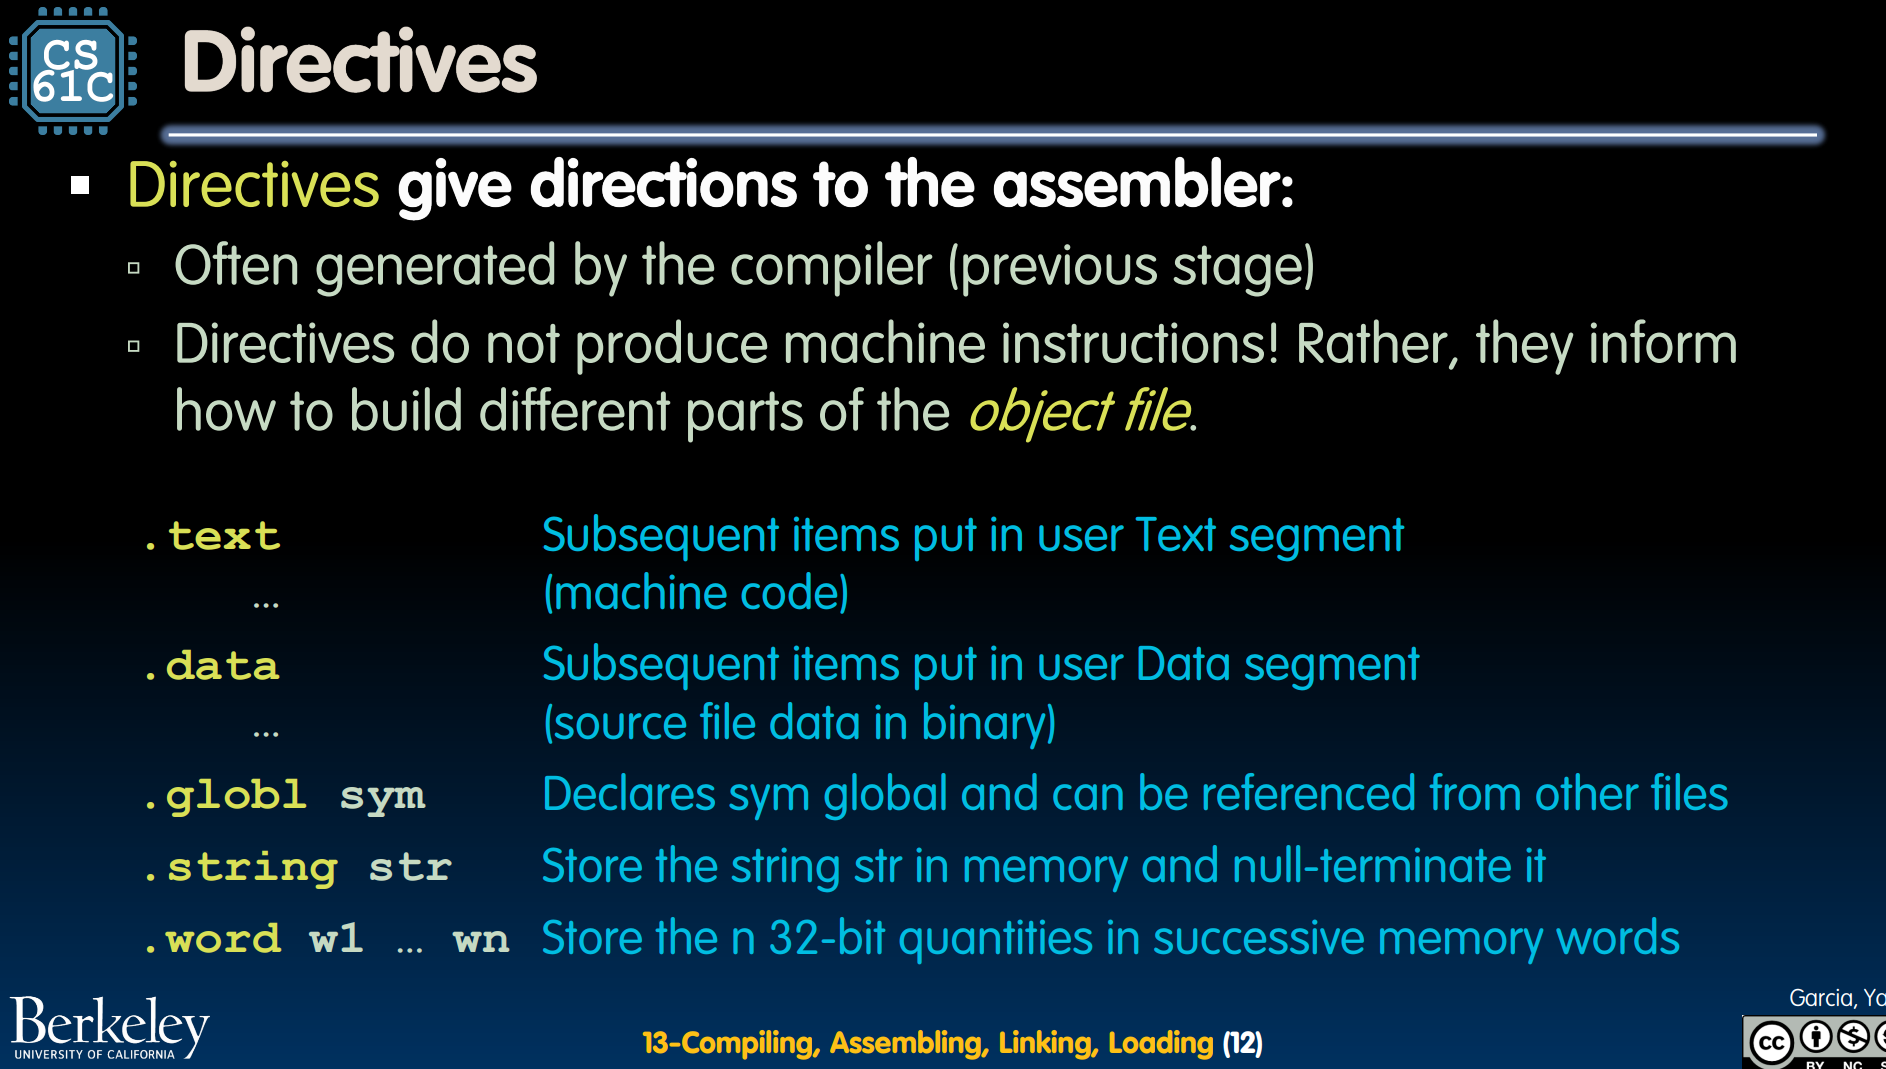 CS
61C
Directives
Directives give directions to the assembler:
Often generated by the compiler (previous stage)
Directives do not produce machine instructions! Rather, they inform
how to build different parts of the object file.
.text Subsequent items put in user Text segment
… (machine code)
.data Subsequent items put in user Data segment
… (source file data in binary)
.globl sym Declares sym global and can be referenced from other files
.string str Store the string str in memory and null-terminate it
.word w1 … wn Store the n 32-bit quantities in successive memory words
Berkeley
UNIVERSITY OF CALIFORNIA
13-Compiling, Assembling, Linking, Loading (12)
Garcia,
cc
BY NC